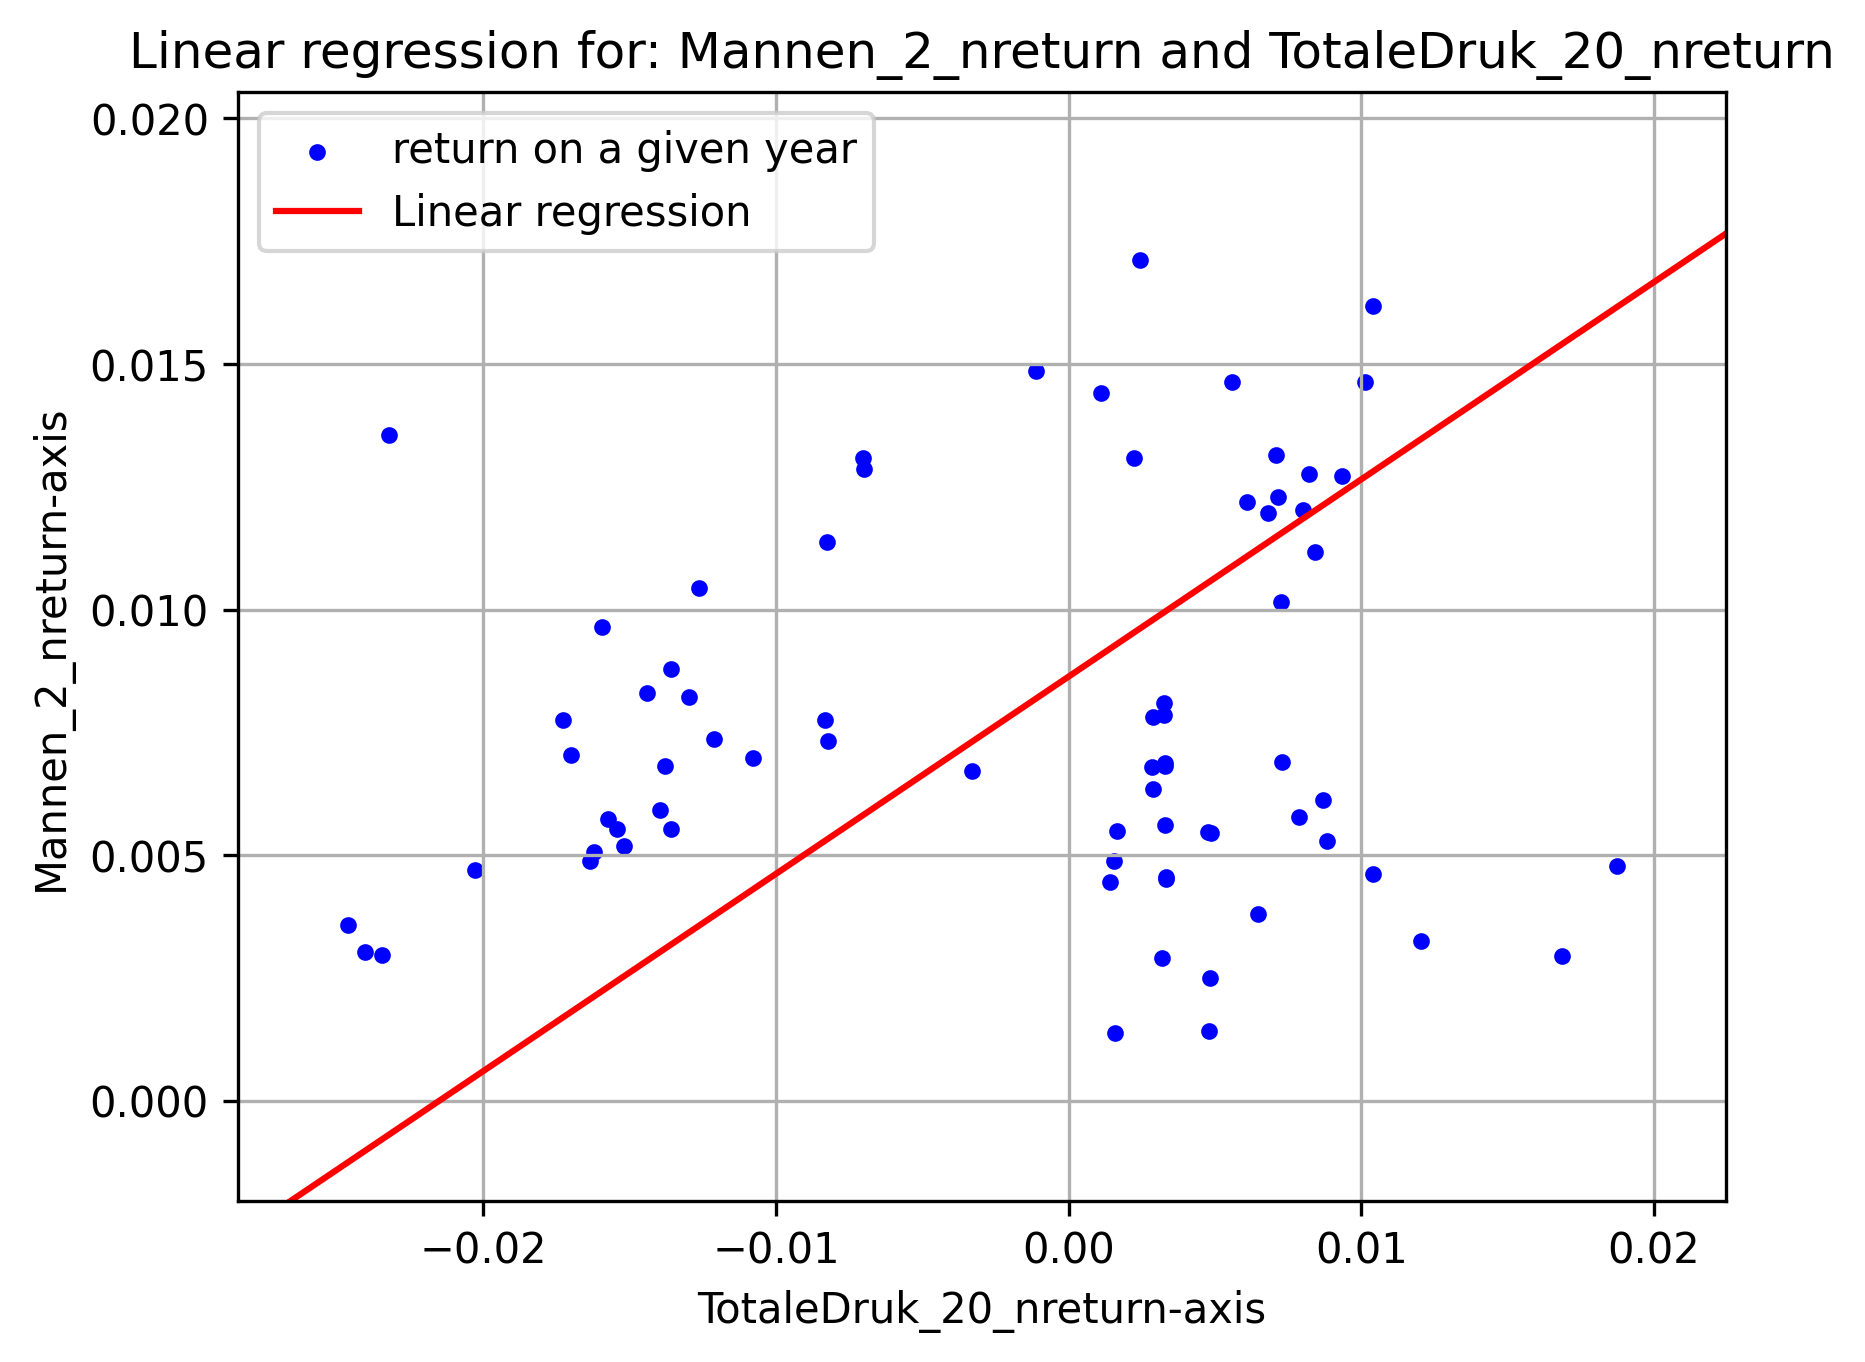 Linear regression for: Mannen_2_nreturn and TotaleDruk_20_nreturn
return on a given year
Linear regression
0.020
0.015
0.010
0.005
0.000
Mannen_2_nreturn-axis
−0.02
−0.01
0.00
0.01
0.02
TotaleDruk_20_nreturn-axis